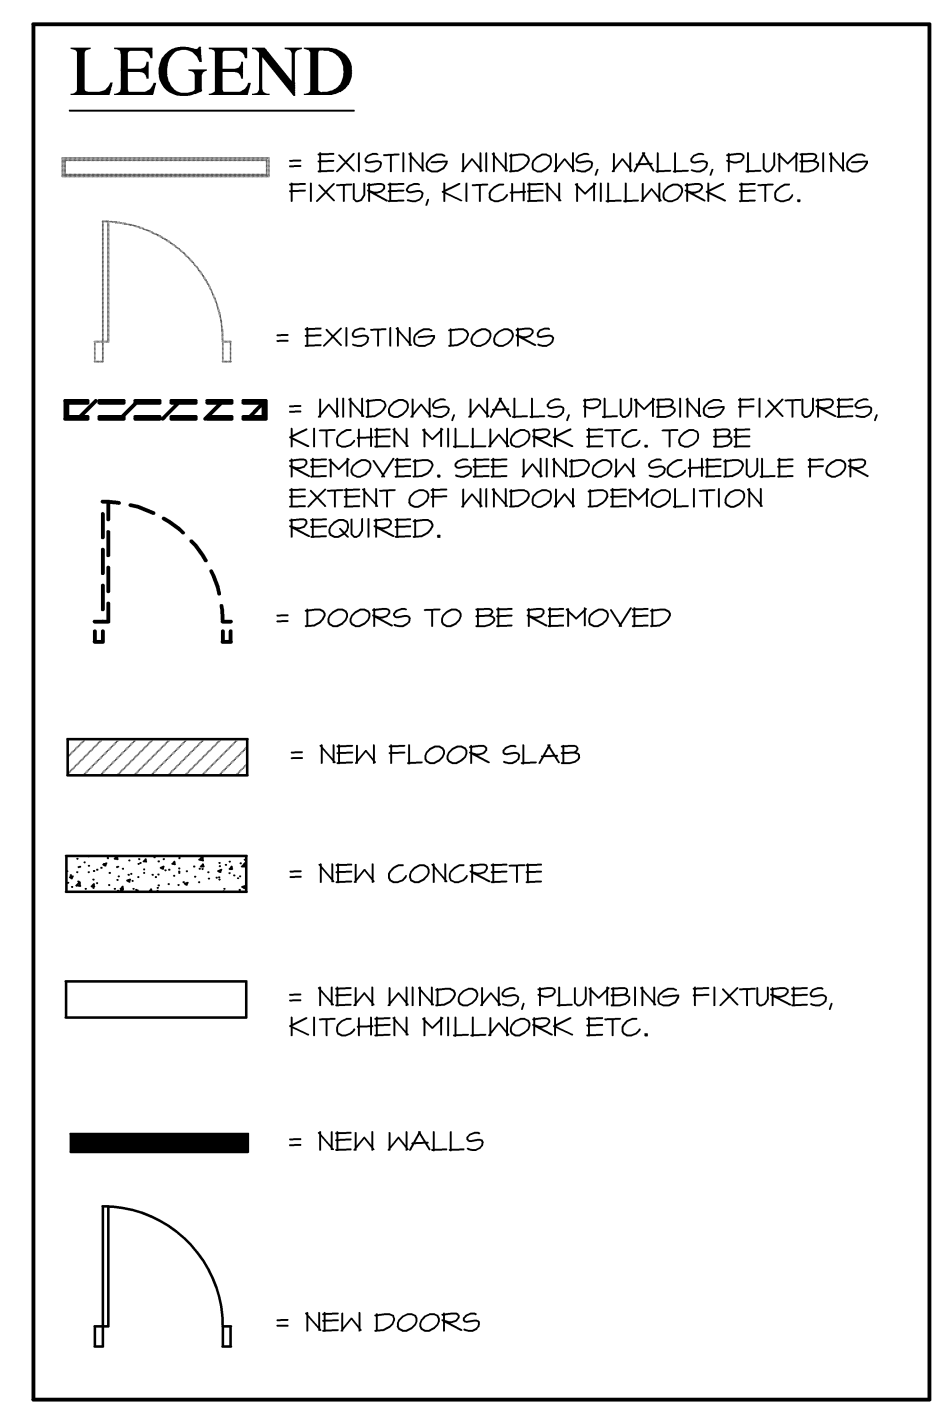 LEGEND
= EXISTING WINDOWS, WALLS, PLUMBING
FIXTURES, KITCHEN MILLWORK ETC.
= EXISTING DOORS
= WINDOWS, WALLS, PLUMBING FIXTURES,
KITCHEN MILLWORK ETC. TO BE
REMOVED. SEE WINDOW SCHEDULE FOR
EXTENT OF WINDOW DEMOLITION
REQUIRED.
= DOORS TO BE REMOVED
= NEW FLOOR SLAB
= NEW CONCRETE
= NEW WINDOWS, PLUMBING FIXTURES,
KITCHEN MILLWORK ETC.
= NEW WALLS
= NEW DOORS